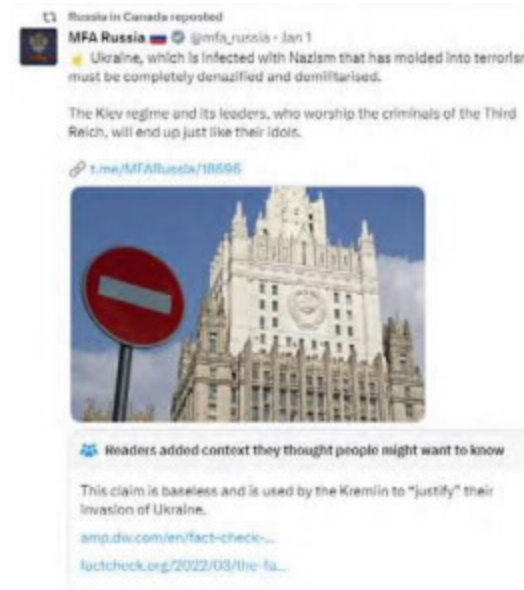 Russia in Canada reposted
MFA Russia 🇷🇺 @mfa_russia · Jan 1
☝️ Ukraine, which is infected with Nazism that has molded into terrorism
must be completely denazified and demilitarised.
The Kiev regime and its leaders, who worship the criminals of the Third
Reich, will end up just like their idols.
t.me/MFARussia/18696
Readers added context they thought people might want to know
This claim is baseless and is used by the Kremlin to "justify" their
invasion of Ukraine.
amp.dw.com/en/fact-check-...
factcheck.org/2022/03/the-fa...